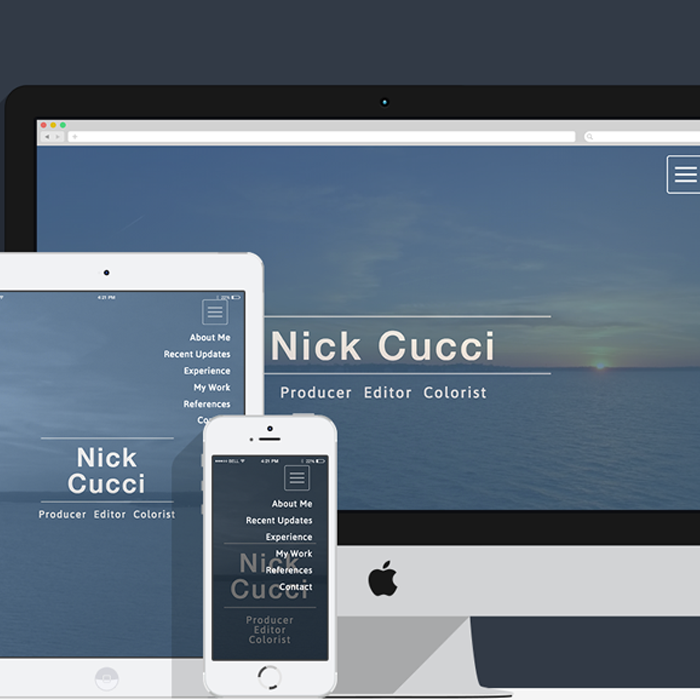 Nick Cucci
Producer Editor Colorist
4:21 PM
22%
About Me
Recent Updates
Experience
My Work
References
Nick
Cucci
Producer Editor Colorist
BELL
4:21 PM
22%
About Me
Recent Updates
Experience
My Work
References
Contact
Nick
Cucci
Producer
Editor
Colorist